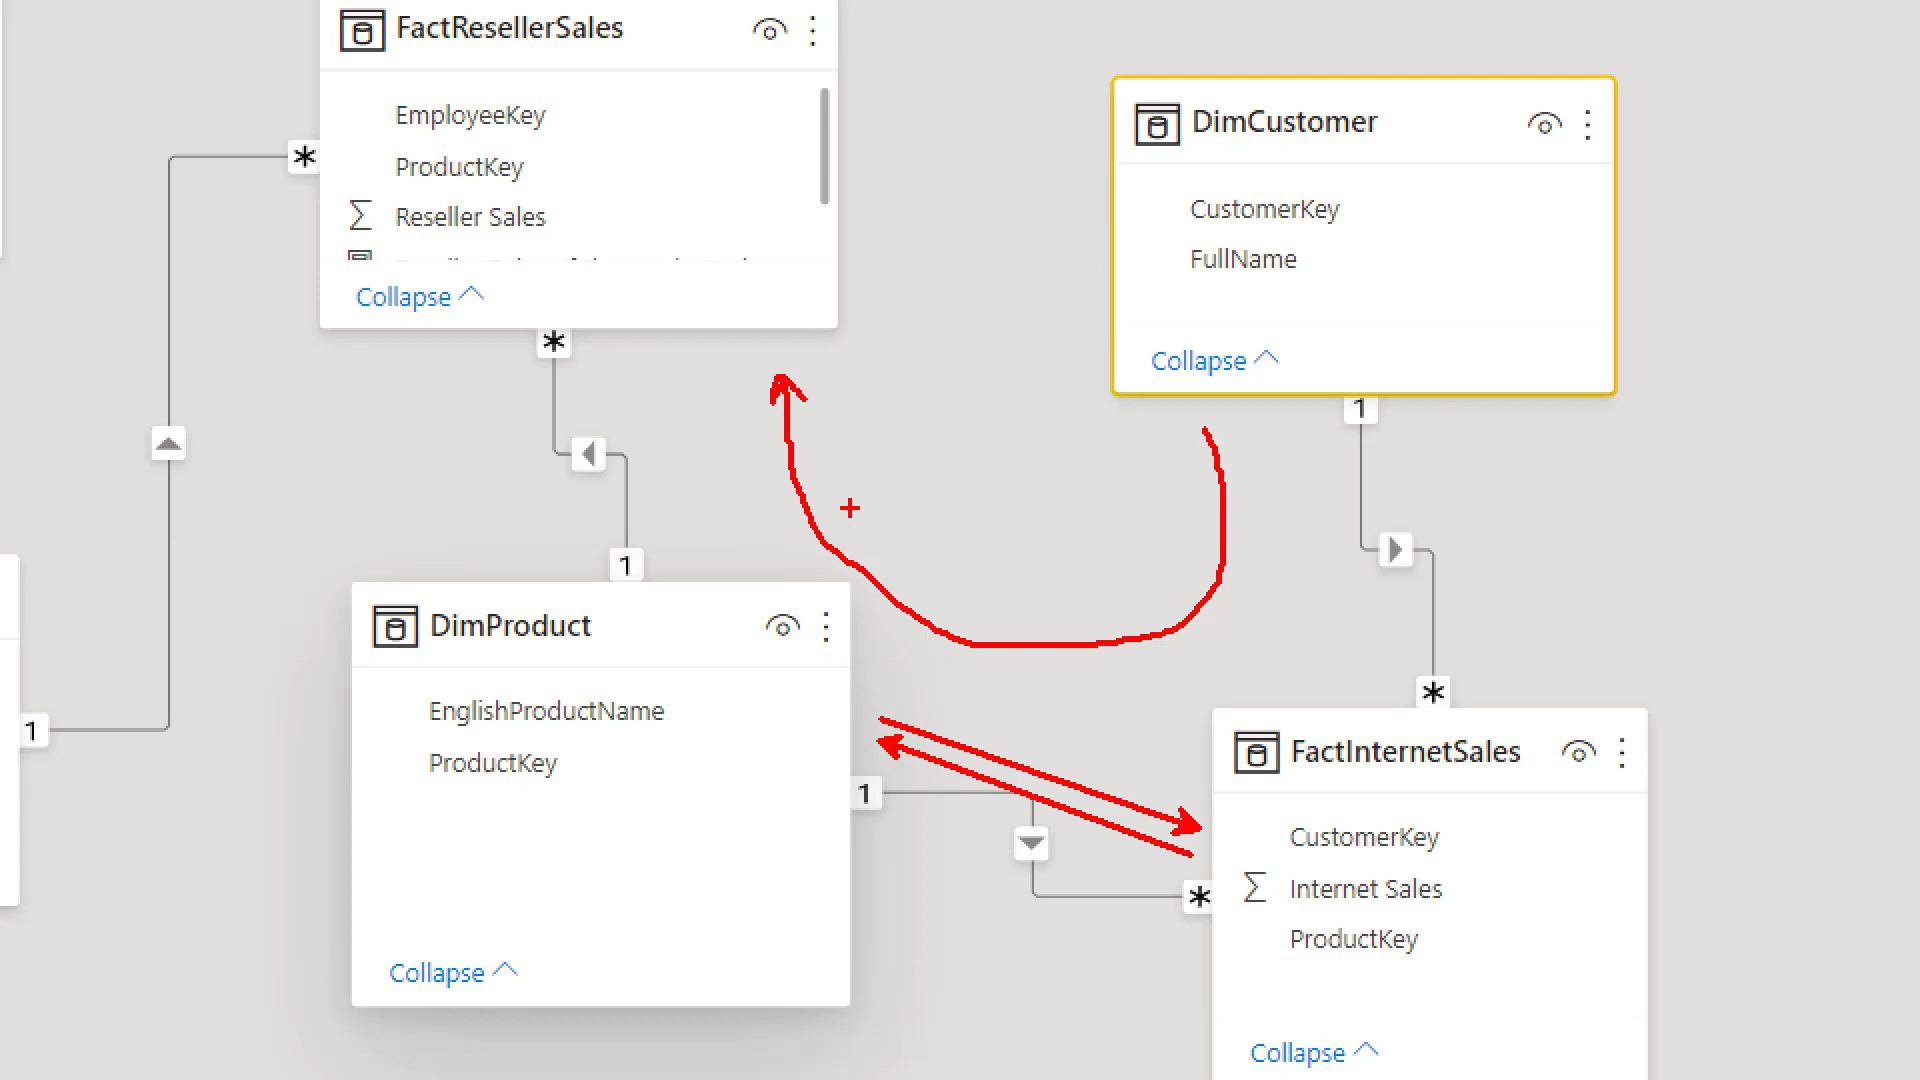 FactResellerSales
EmployeeKey
ProductKey
Reseller Sales
Collapse
*
*
1
1
DimProduct
EnglishProductName
ProductKey
Collapse
1
DimCustomer
CustomerKey
FullName
Collapse
1
*
*
FactInternetSales
CustomerKey
Internet Sales
ProductKey
Collapse